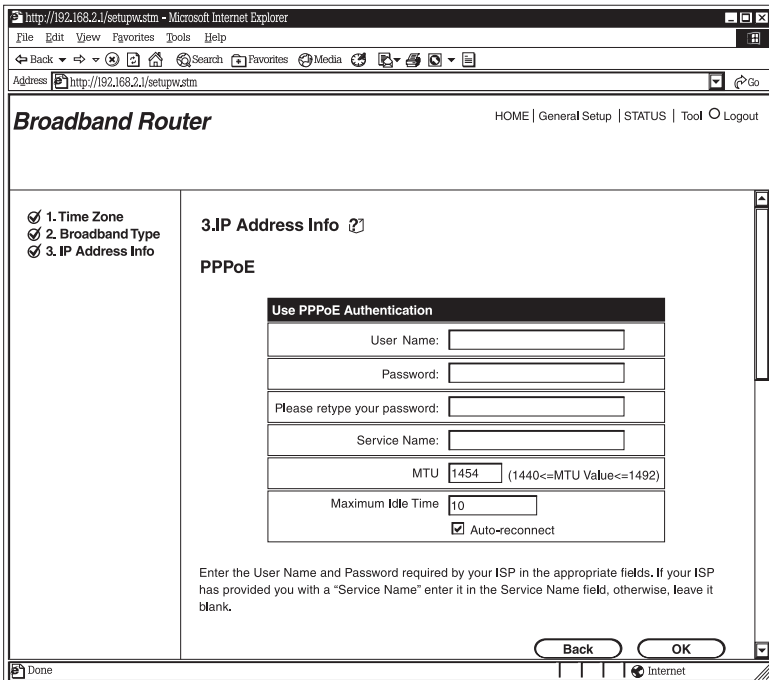 http://192.168.2.1/setupw.stm - Microsoft Internet Explorer
File Edit View Favorites Tools Help
Back Search Favorites Media
Address http://192.168.2.1/setupw.stm Go
Broadband Router
HOME | General Setup | STATUS | Tool Logout
1. Time Zone
2. Broadband Type
3. IP Address Info
3.IP Address Info ?
PPPoE
Use PPPoE Authentication
User Name:
Password:
Please retype your password:
Service Name:
MTU 1454 (1440<=MTU Value<=1492)
Maximum Idle Time 10
Auto-reconnect
Enter the User Name and Password required by your ISP in the appropriate fields. If your ISP
has provided you with a “Service Name” enter it in the Service Name field, otherwise, leave it
blank.
Back OK
Done Internet